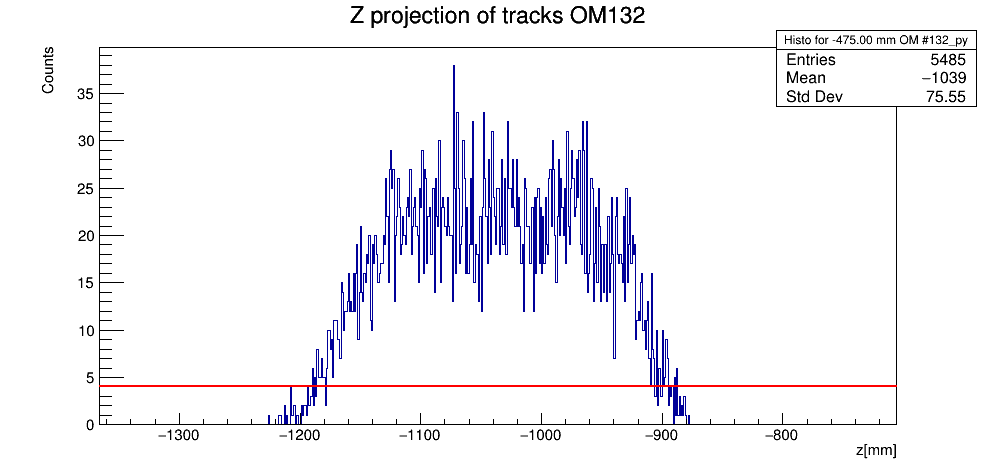 Z projection of tracks OM132
Histo for -475.00 mm OM #132_py
Entries 5485
Mean −1039
Std Dev 75.55
Counts
35
30
25
20
15
10
5
0
−1300 −1200 −1100 −1000 −900 −800
z[mm]